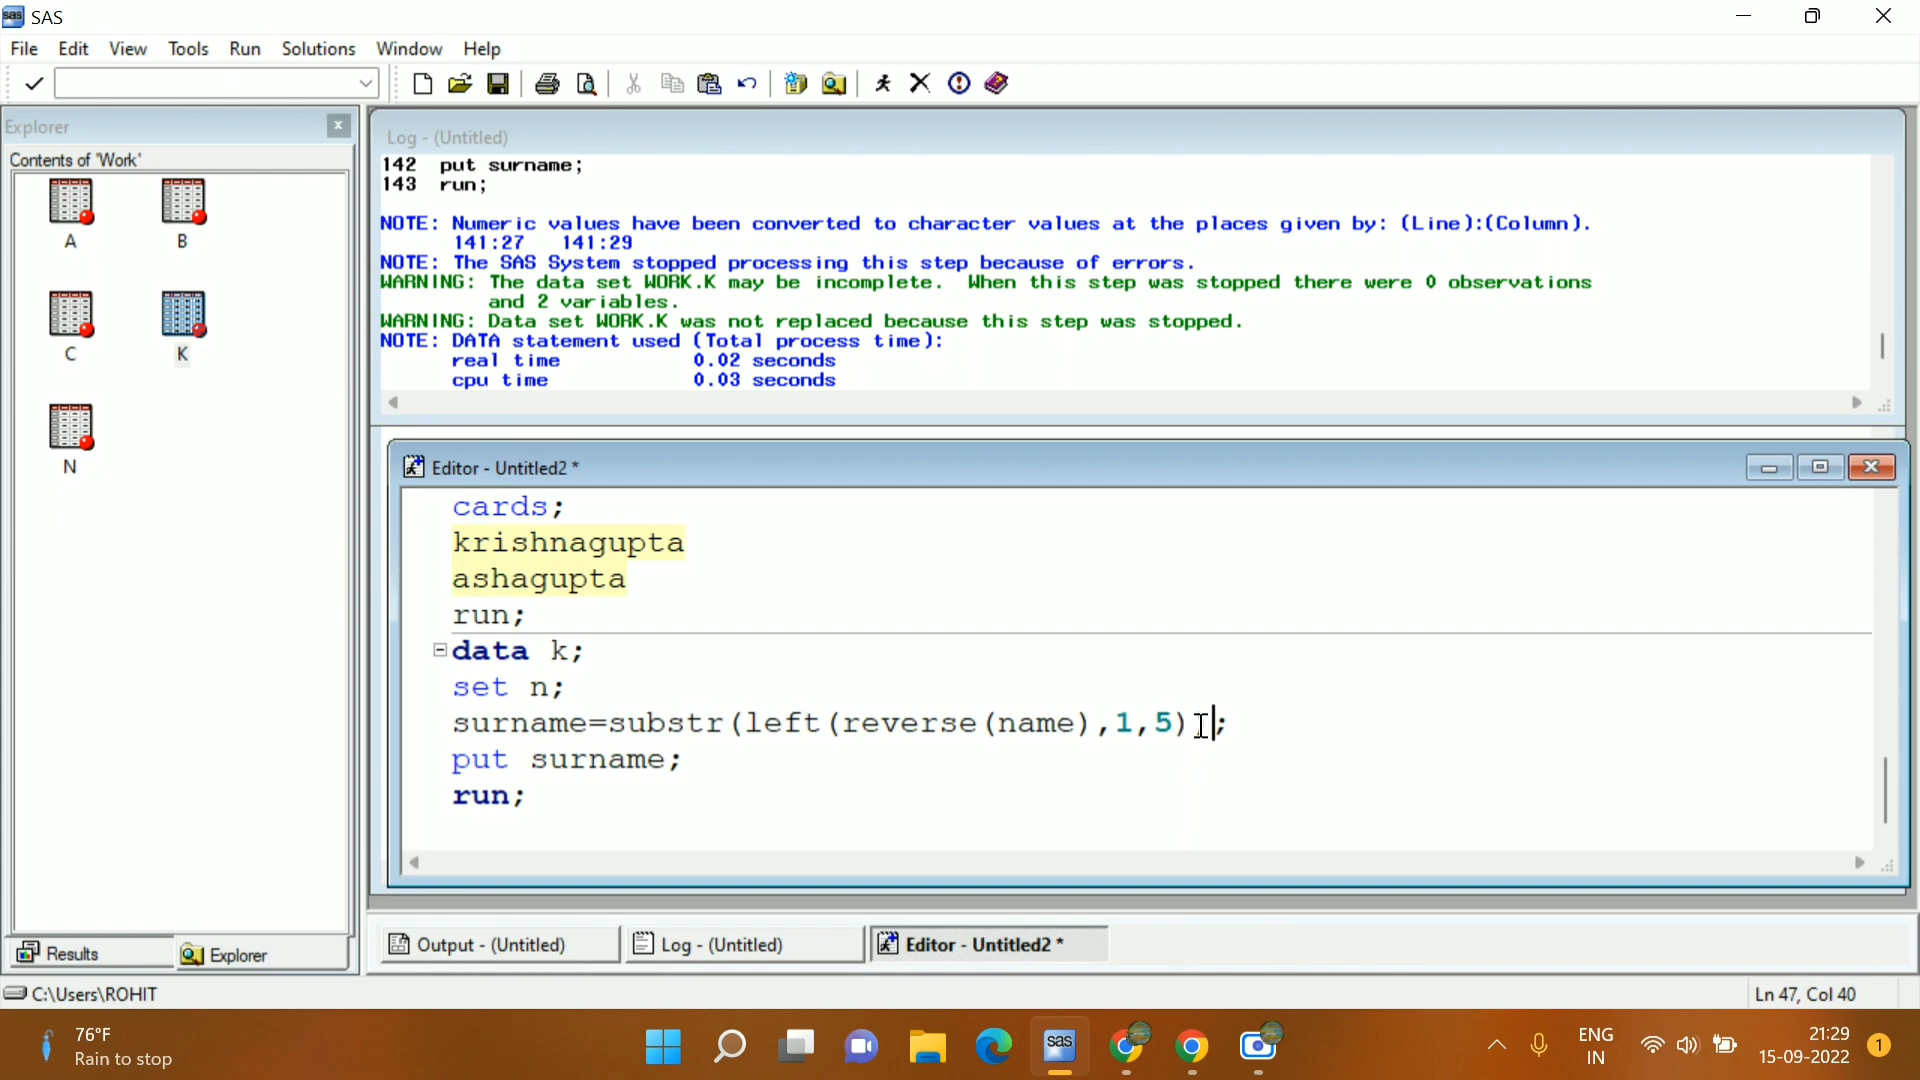 sas SAS
File Edit View Tools Run Solutions Window Help
Explorer
Contents of 'Work'
A B
C K
N
Log - (Untitled)
142 put surname;
143 run;
NOTE: Numeric values have been converted to character values at the places given by: (Line):(Column).
141:27 141:29
NOTE: The SAS System stopped processing this step because of errors.
WARNING: The data set WORK.K may be incomplete. When this step was stopped there were 0 observations
and 2 variables.
WARNING: Data set WORK.K was not replaced because this step was stopped.
NOTE: DATA statement used (Total process time):
real time 0.02 seconds
cpu time 0.03 seconds
Editor - Untitled2 *
cards;
krishnagupta
ashagupta
run;
data k;
set n;
surname=substr(left(reverse(name),1,5));
put surname;
run;
Results Explorer
Output - (Untitled) Log - (Untitled) Editor - Untitled2 *
C:\Users\ROHIT Ln 47, Col 40
76°F
Rain to stop
sas
ENG
IN
21:29
15-09-2022
1